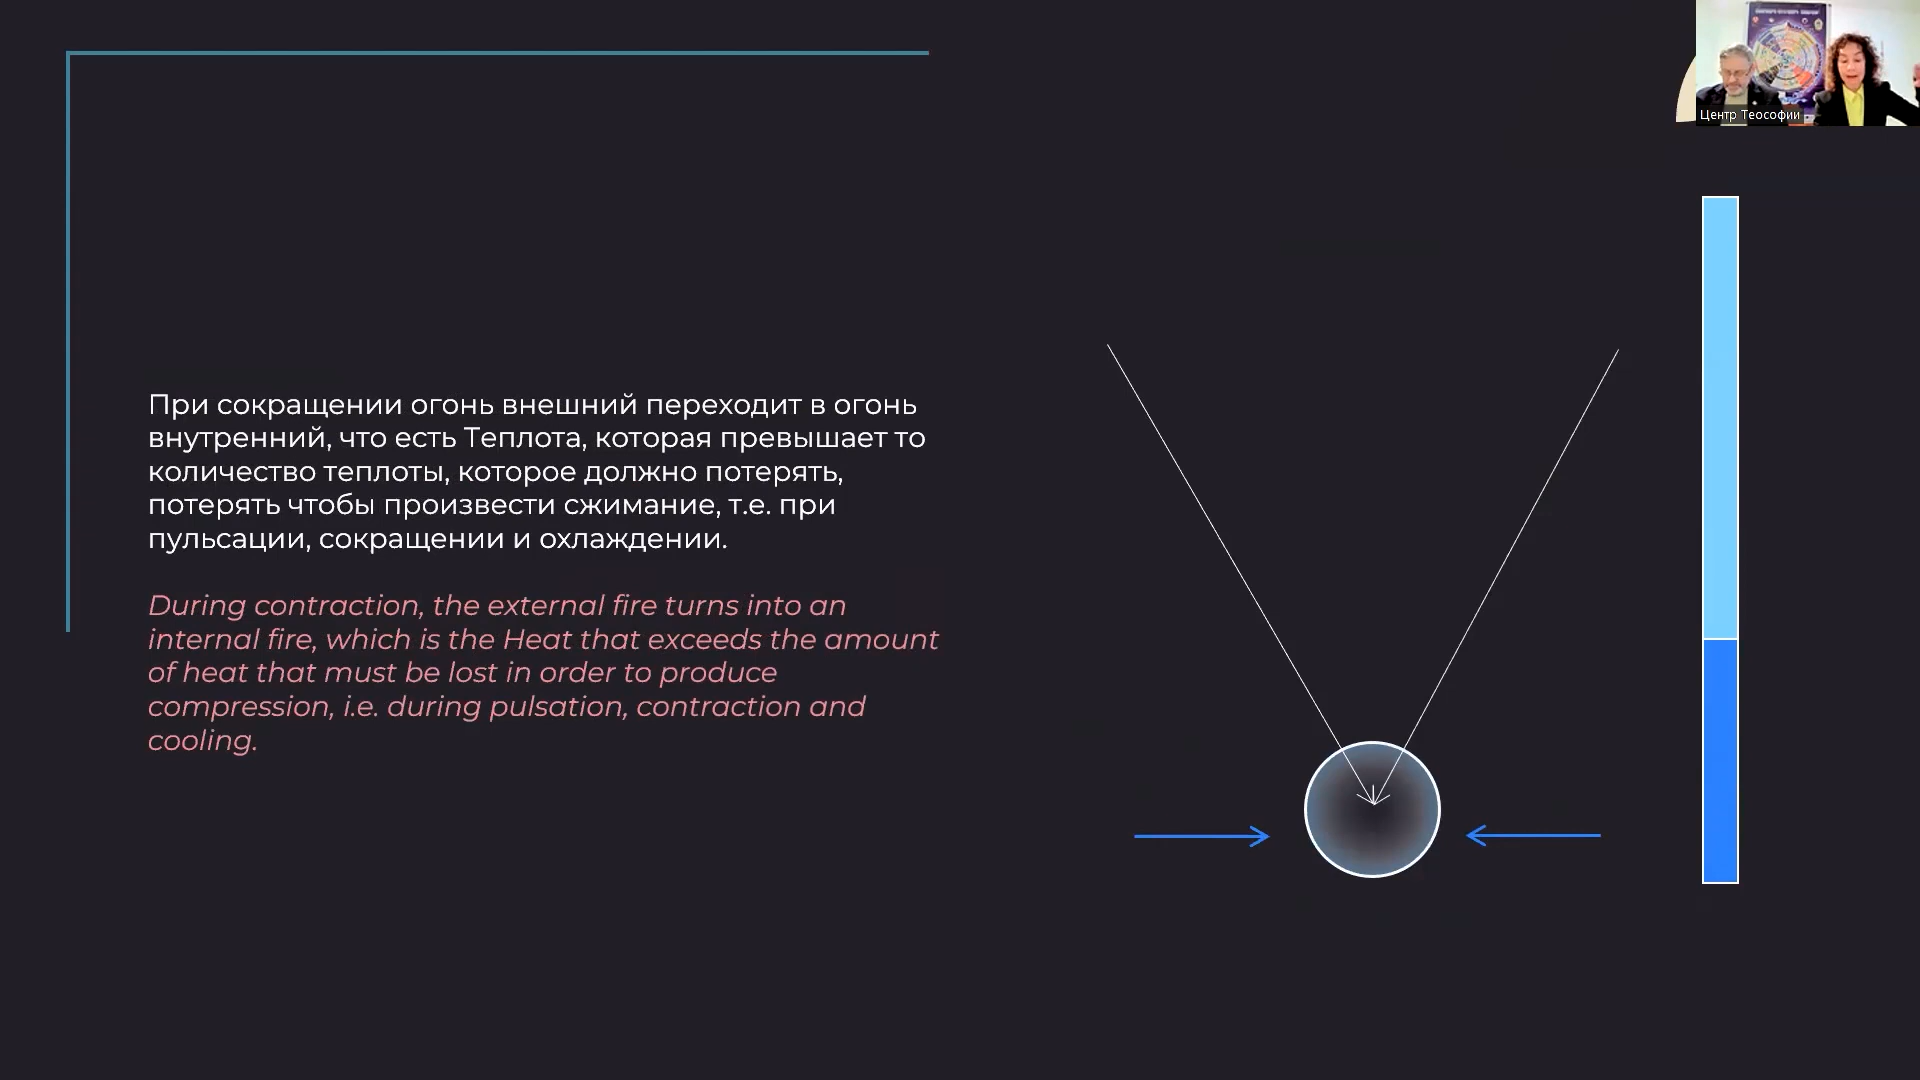 Центр Теософии
При сокращении огонь внешний переходит в огонь
внутренний, что есть Теплота, которая превышает то
количество теплоты, которое должно потерять,
потерять чтобы произвести сжимание, т.е. при
пульсации, сокращении и охлаждении.
During contraction, the external fire turns into an
internal fire, which is the Heat that exceeds the amount
of heat that must be lost in order to produce
compression, i.e. during pulsation, contraction and
cooling.